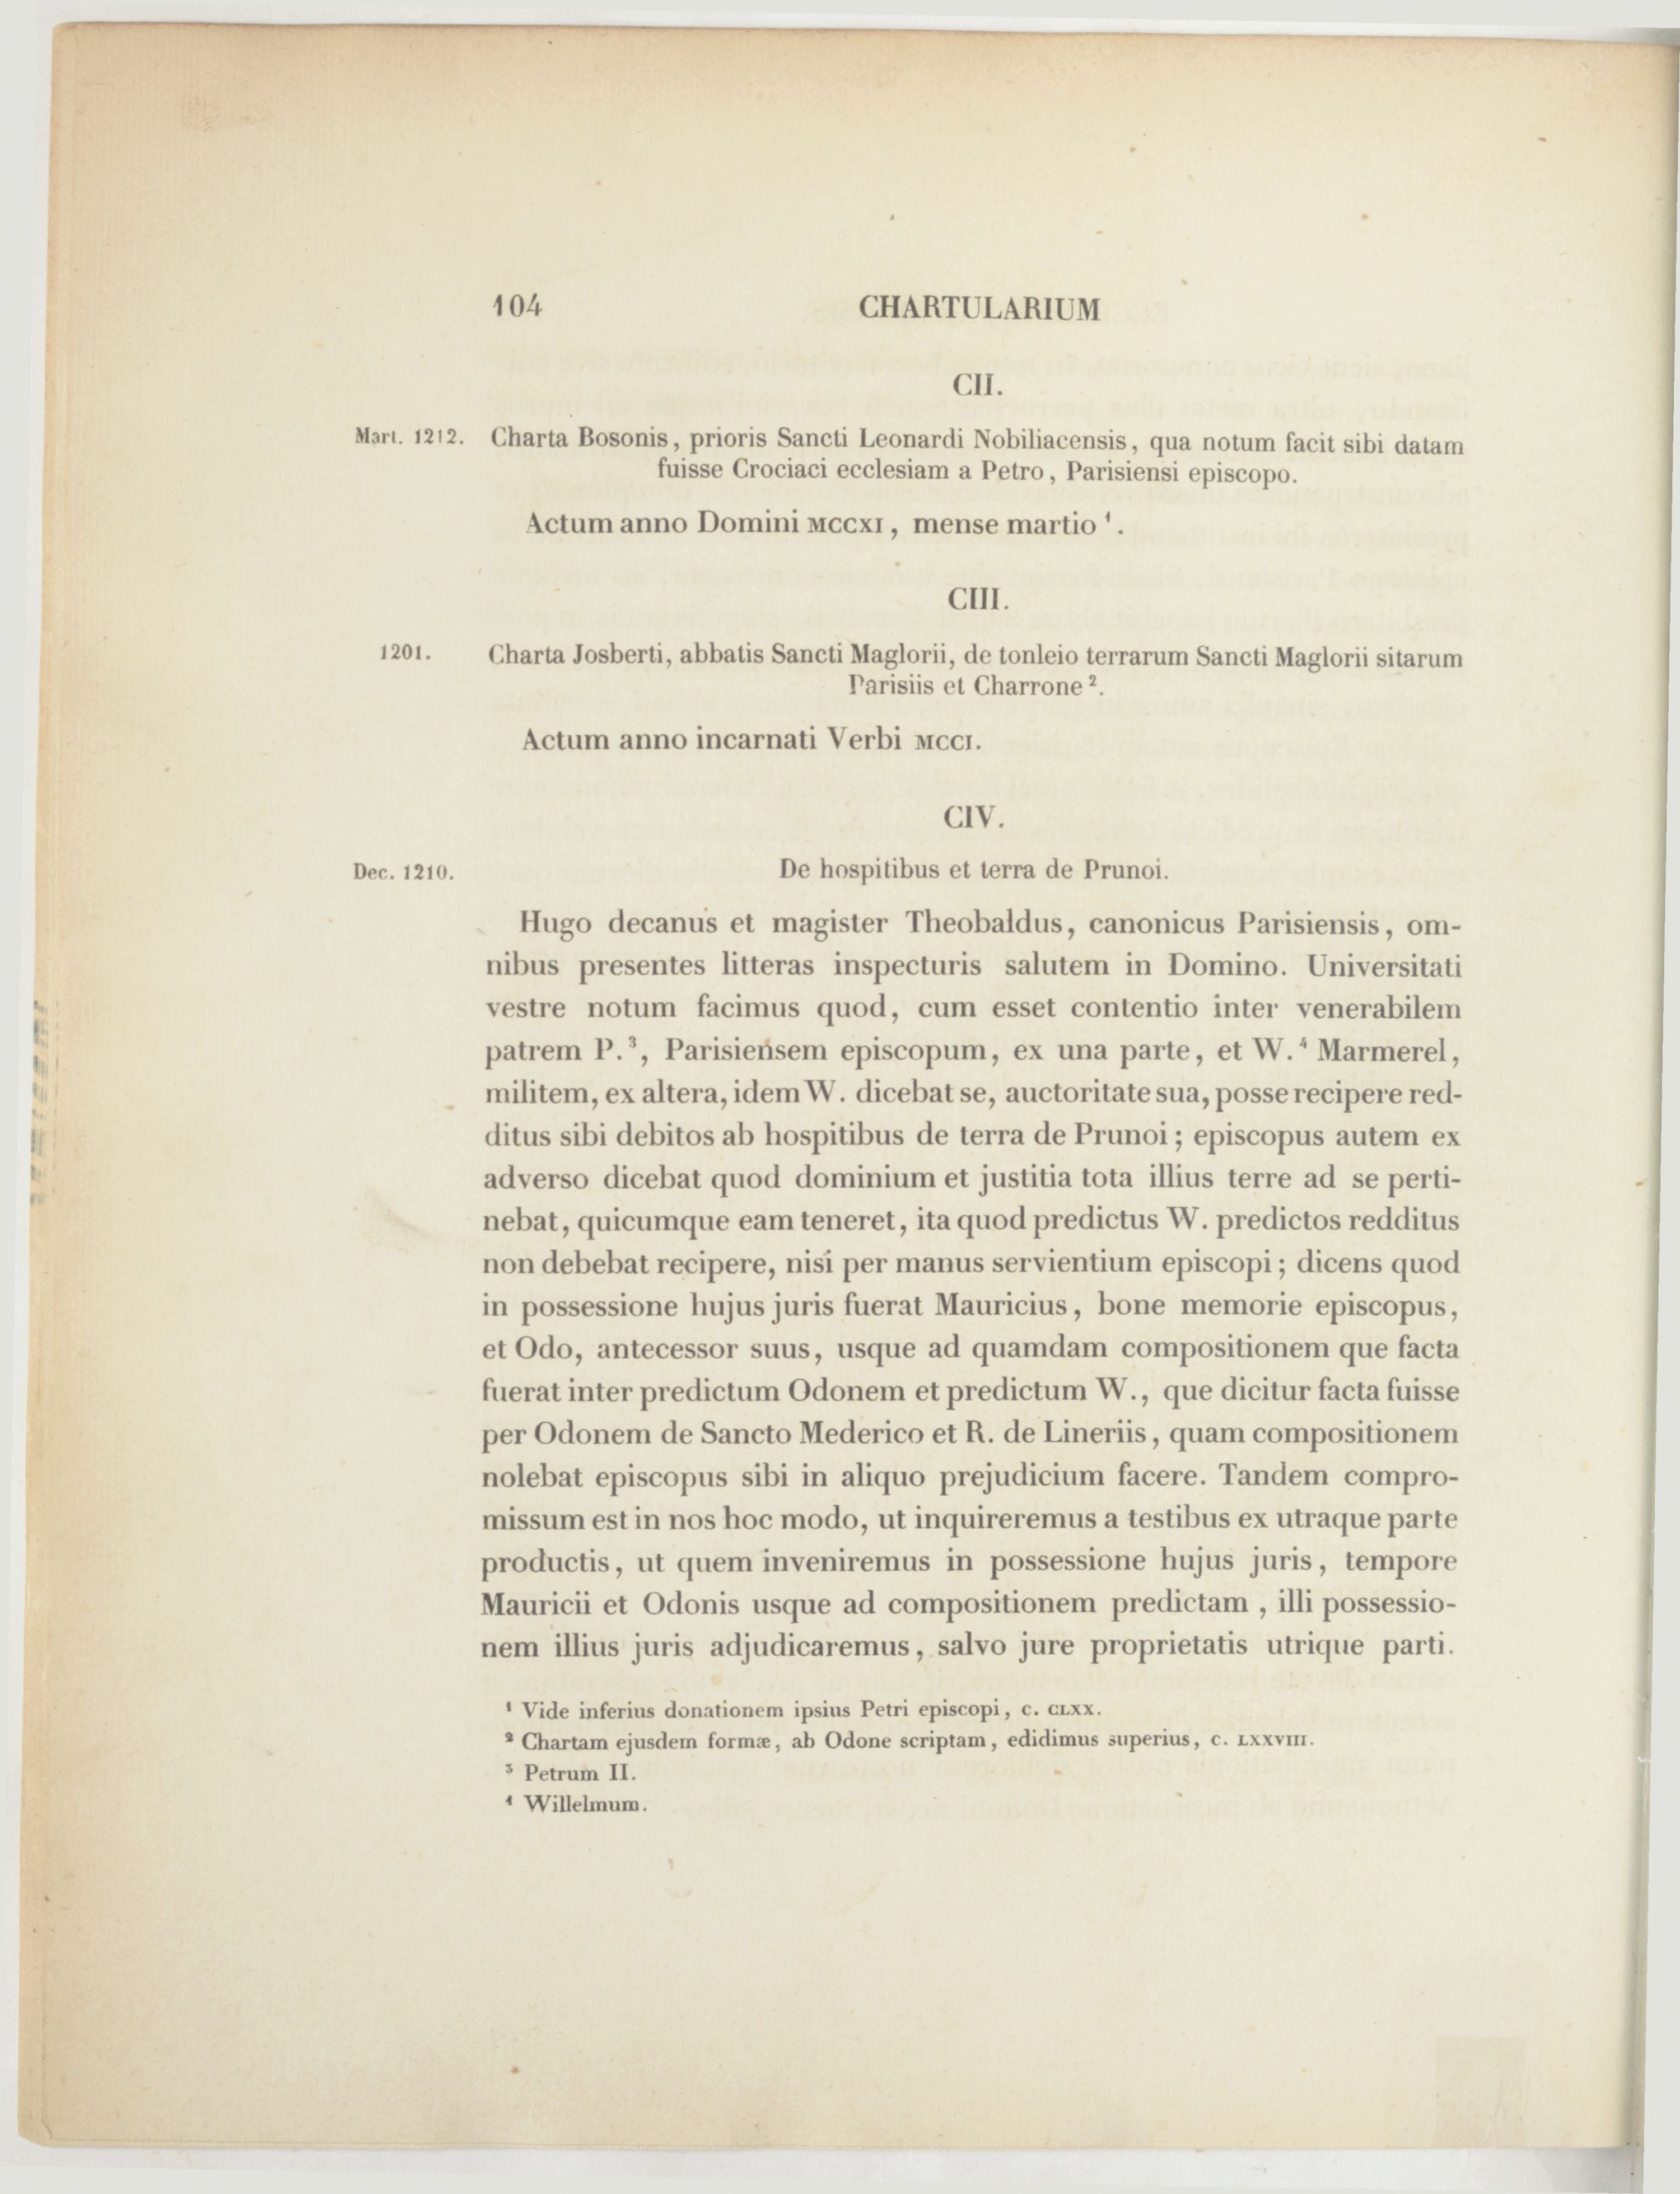 104 CHARTULARIUM
CII.
Mart. 1212. Charta Bosonis, prioris Sancti Leonardi Nobiliacensis, qua notum facit sibi datam
fuisse Crociaci ecclesiam a Petro, Parisiensi episcopo.
Actum anno Domini MCCXI, mense martio ¹.
CIII.
1201. Charta Josberti, abbatis Sancti Maglorii, de tonleio terrarum Sancti Maglorii sitarum
Parisiis et Charrone ².
Actum anno incarnati Verbi MCCI.
CIV.
Dec. 1210. De hospitibus et terra de Prunoi.
Hugo decanus et magister Theobaldus, canonicus Parisiensis, om-
nibus presentes litteras inspecturis salutem in Domino. Universitati
vestre notum facimus quod, cum esset contentio inter venerabilem
patrem P.³, Parisiensem episcopum, ex una parte, et W.⁴ Marmerel,
militem, ex altera, idem W. dicebat se, auctoritate sua, posse recipere red-
ditus sibi debitos ab hospitibus de terra de Prunoi; episcopus autem ex
adverso dicebat quod dominium et justitia tota illius terre ad se perti-
nebat, quicumque eam teneret, ita quod predictus W. predictos redditus
non debebat recipere, nisi per manus servientium episcopi; dicens quod
in possessione hujus juris fuerat Mauricius, bone memorie episcopus,
et Odo, antecessor suus, usque ad quamdam compositionem que facta
fuerat inter predictum Odonem et predictum W., que dicitur facta fuisse
per Odonem de Sancto Mederico et R. de Lineriis, quam compositionem
nolebat episcopus sibi in aliquo prejudicium facere. Tandem compro-
missum est in nos hoc modo, ut inquireremus a testibus ex utraque parte
productis, ut quem inveniremus in possessione hujus juris, tempore
Mauricii et Odonis usque ad compositionem predictam, illi possessio-
nem illius juris adjudicaremus, salvo jure proprietatis utrique parti.
¹ Vide inferius donationem ipsius Petri episcopi, c. CLXX.
² Chartam ejusdem formæ, ab Odone scriptam, edidimus superius, c. LXXVIII.
³ Petrum II.
⁴ Willelmum.